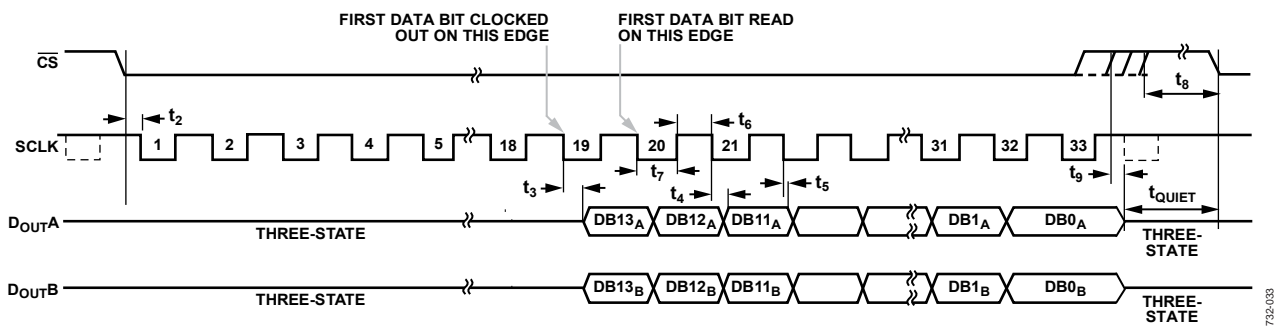 FIRST DATA BIT CLOCKED
OUT ON THIS EDGE
FIRST DATA BIT READ
ON THIS EDGE
CS
t8
t2
t6
SCLK
1 2 3 4 5 18 19 20 21 31 32 33
t3
t7
t4
t5
t9
tQUIET
DOUTA
THREE-STATE
DB13A DB12A DB11A DB1A DB0A
THREE-
STATE
DOUTB
THREE-STATE
DB13B DB12B DB11B DB1B DB0B
THREE-
STATE
732-033